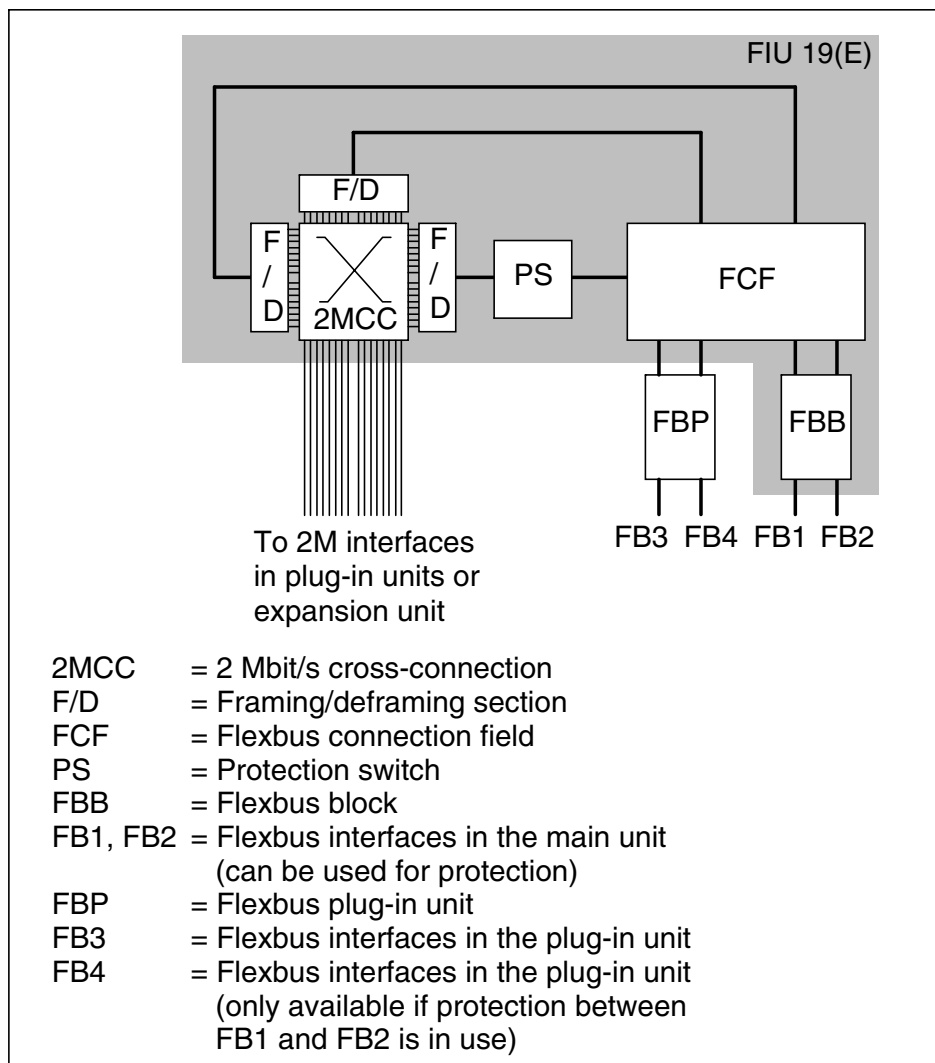 FIU 19(E)
F/D
F
/
D
2MCC
F
/
D
PS
FCF
FBP
FBB
FB3 FB4 FB1 FB2
To 2M interfaces
in plug-in units or
expansion unit
2MCC = 2 Mbit/s cross-connection
F/D = Framing/deframing section
FCF = Flexbus connection field
PS = Protection switch
FBB = Flexbus block
FB1, FB2 = Flexbus interfaces in the main unit
(can be used for protection)
FBP = Flexbus plug-in unit
FB3 = Flexbus interfaces in the plug-in unit
FB4 = Flexbus interfaces in the plug-in unit
(only available if protection between
FB1 and FB2 is in use)